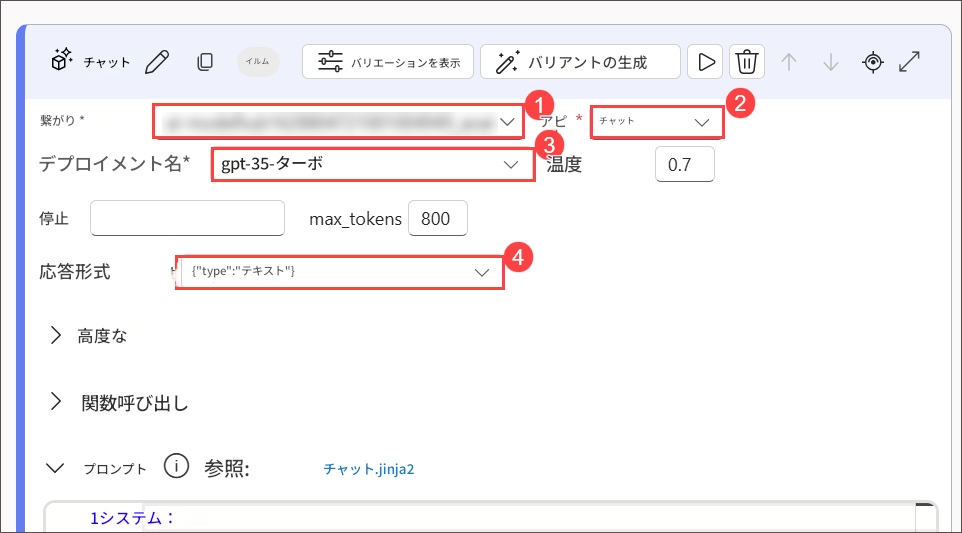 チャット イルム バリエーションを表示 バリアントの生成
繋がり * 1 アピ * チャット 2
デプロイメント名* gpt-35-ターボ 3 温度 0.7
停止 max_tokens 800
応答形式 {"type":"テキスト"} 4
高度な
関数呼び出し
プロンプト 参照: チャット.jinja2
1システム：